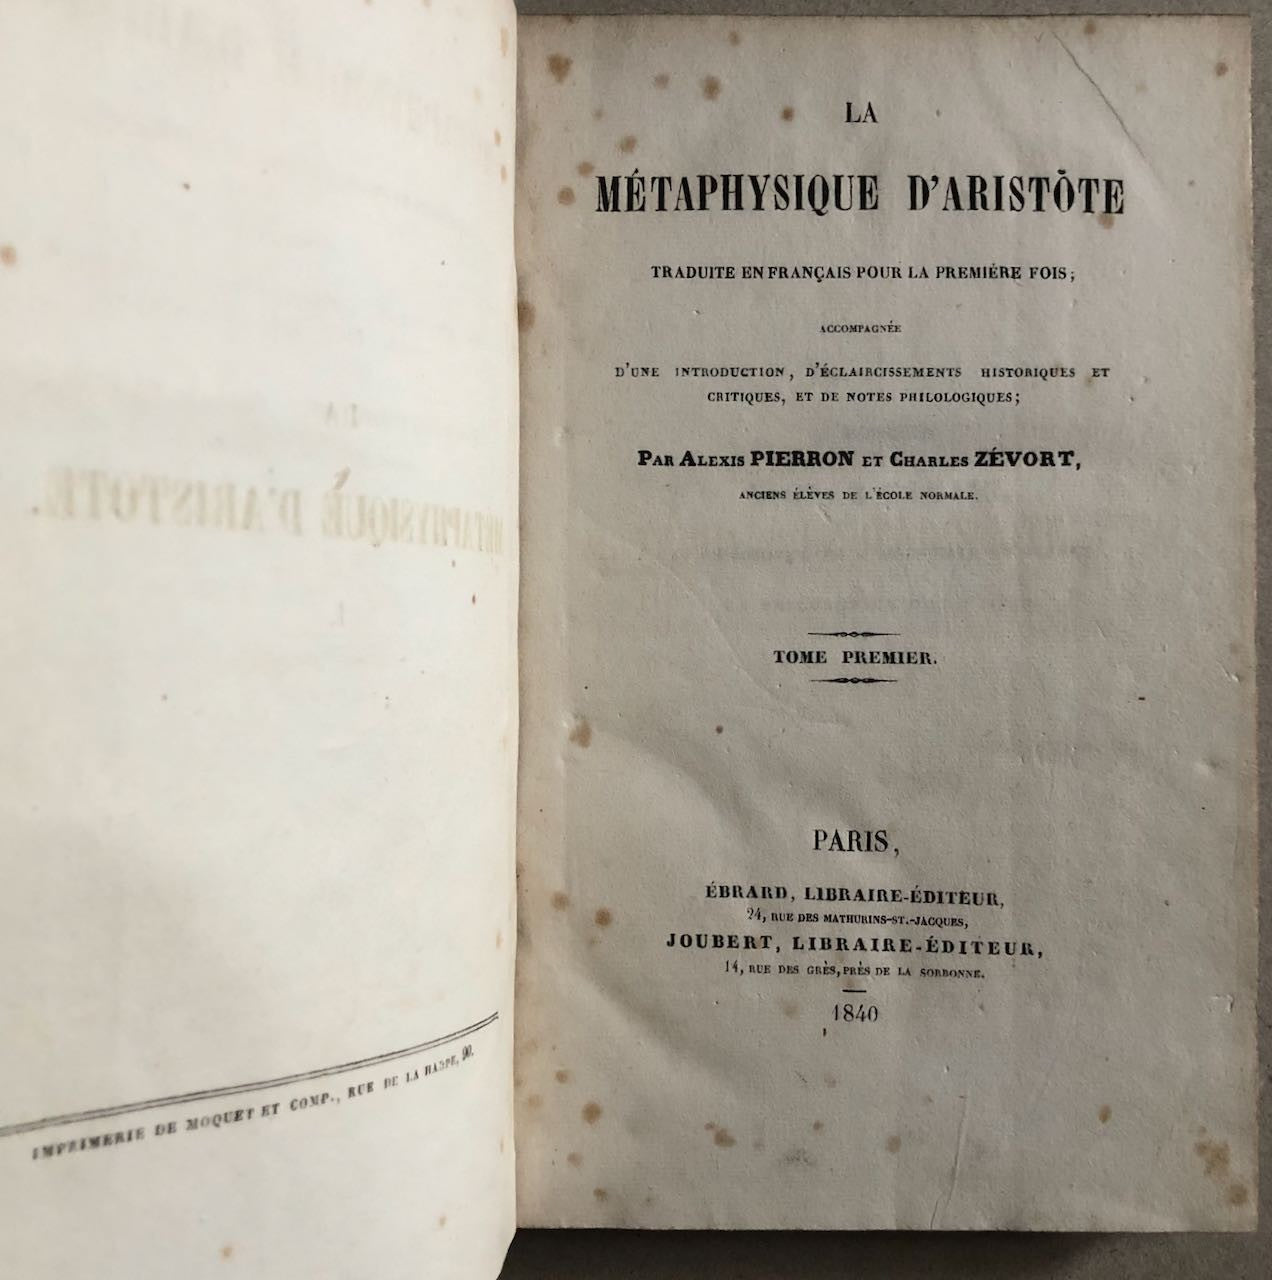 IMPRIMERIE DE MOQUET ET COMP., RUE DE LA HARPE, 90.
LA
MÉTAPHYSIQUE D'ARISTÔTE
TRADUITE EN FRANÇAIS POUR LA PREMIÉRE FOIS;
ACCOMPAGNÉE
D'UNE INTRODUCTION, D'ÉCLAIRCISSEMENTS HISTORIQUES ET
CRITIQUES, ET DE NOTES PHILOLOGIQUES;
PAR ALEXIS PIERRON ET CHARLES ZÉVORT,
ANCIENS ÉLÈVES DE L'ÉCOLE NORMALE.
TOME PREMIER.
PARIS,
ÉBRARD, LIBRAIRE-ÉDITEUR,
24, RUE DES MATHURINS-ST.-JACQUES,
JOUBERT, LIBRAIRE-ÉDITEUR,
14, RUE DES GRÈS, PRÈS DE LA SORBONNE.
1840